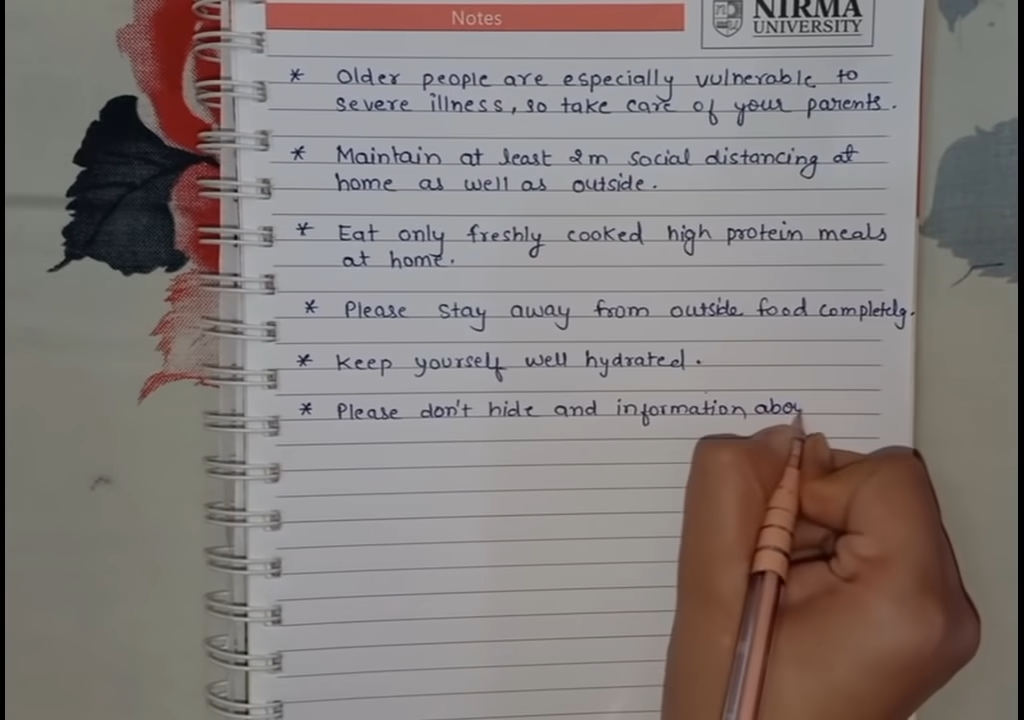 Notes
NIRMA
UNIVERSITY
* Older people are especially vulnerable to
severe illness, so take care of your parents.
* Maintain at least 2m social distancing at
home as well as outside.
* Eat only freshly cooked high protein meals
at home.
* Please stay away from outside food completely.
* Keep yourself well hydrated.
* Please don't hide and information abou